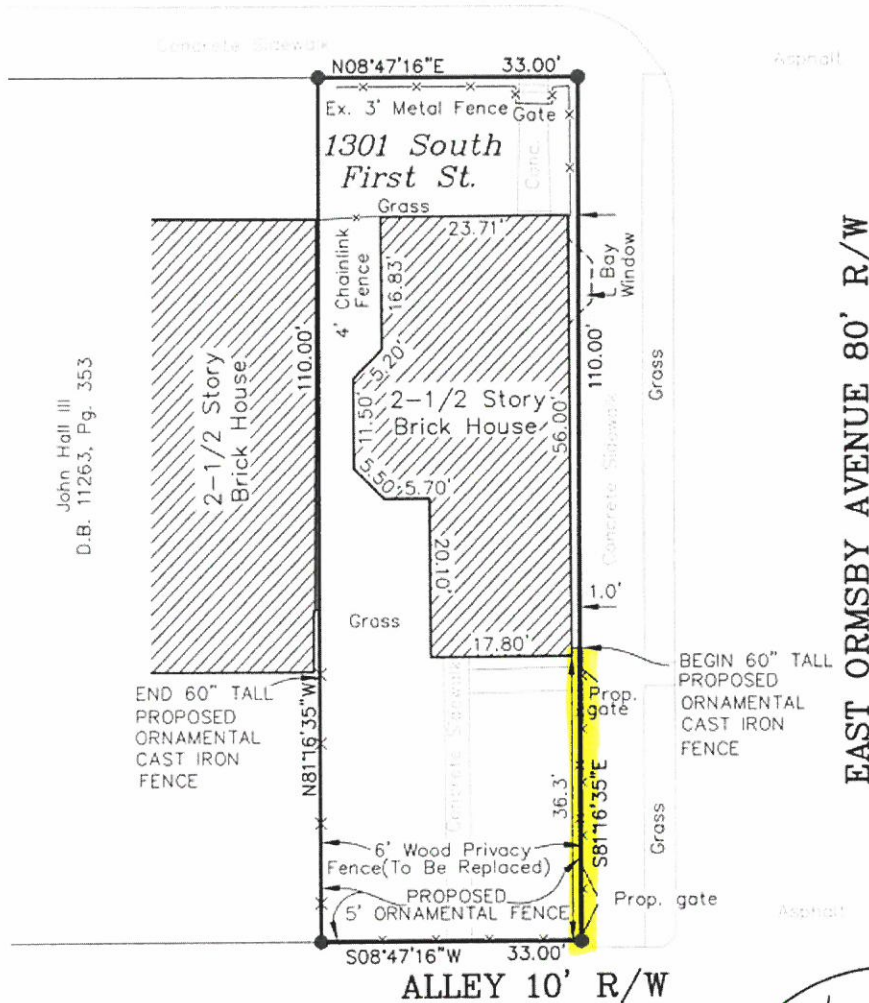 Concrete Sidewalk
Asphalt
N08°47'16"E 33.00'
Ex. 3' Metal Fence
Gate
1301 South
First St.
Conc.
Grass
23.71'
4' Chainlink
Fence
16.83'
Bay
Window
110.00'
5.20'
110.00'
2-1/2 Story
Brick House
2-1/2 Story
Brick House
11.50'
56.00'
Grass
EAST ORMSBY AVENUE 80' R/W
John Hall III
D.B. 11263, Pg. 353
5.50'
5.70'
Concrete Sidewalk
20.10'
1.0'
Grass
17.80'
BEGIN 60" TALL
PROPOSED
ORNAMENTAL
CAST IRON
FENCE
END 60" TALL
PROPOSED
ORNAMENTAL
CAST IRON
FENCE
N81°16'35"W
Prop.
gate
Concrete Sidewalk
36.3'
S81°16'35"E
Grass
6' Wood Privacy
Fence(To Be Replaced)
PROPOSED
5' ORNAMENTAL FENCE
Prop. gate
Asphalt
S08°47'16"W 33.00'
ALLEY 10' R/W